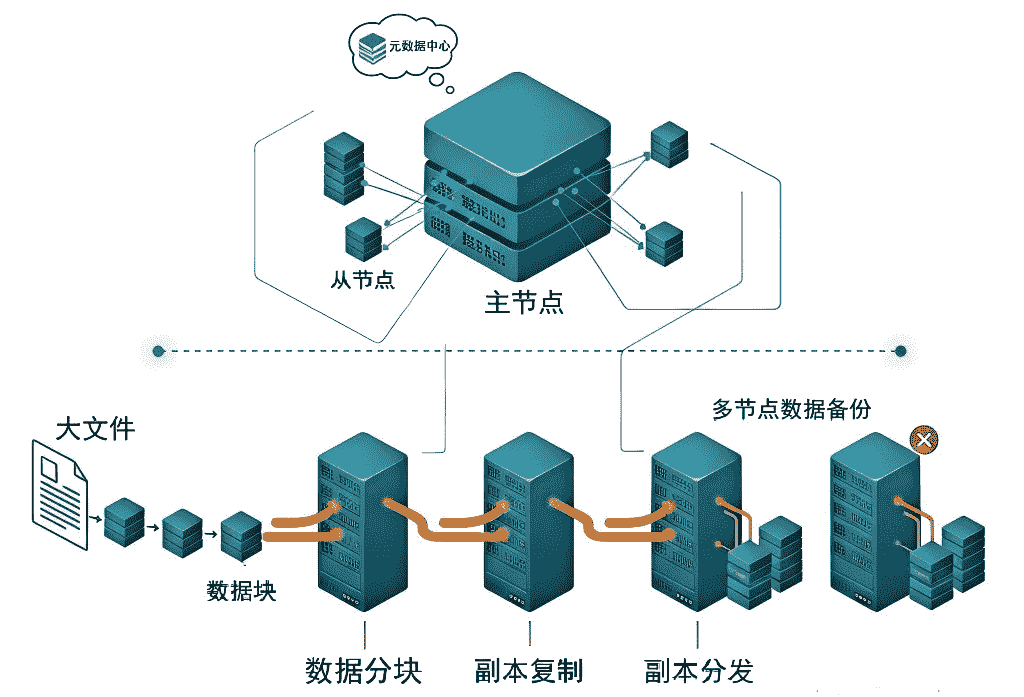 元数据中心
从节点
主节点
多节点数据备份
大文件
数据块
数据分块
副本复制
副本分发